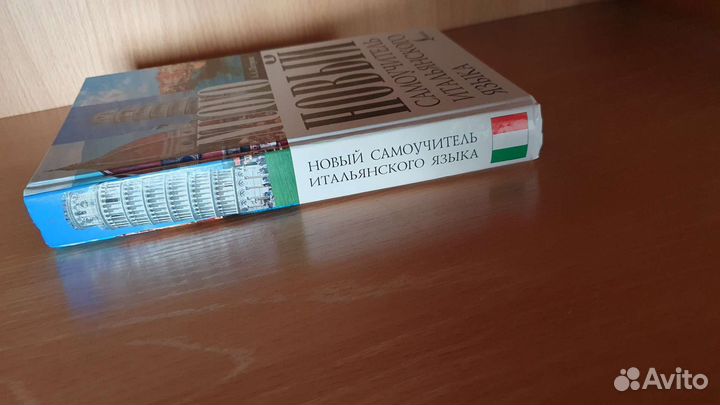 НОВЫЙ
САМОУЧИТЕЛЬ
ИТАЛЬЯНСКОГО
ЯЗЫКА
НОВЫЙ САМОУЧИТЕЛЬ
ИТАЛЬЯНСКОГО ЯЗЫКА
Avito